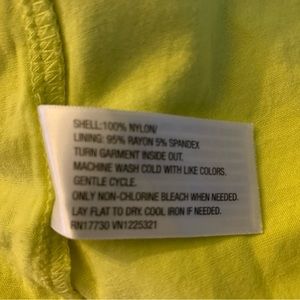 SHELL:100% NYLON/
LINING: 95% RAYON 5% SPANDEX
TURN GARMENT INSIDE OUT.
MACHINE WASH COLD WITH LIKE COLORS.
GENTLE CYCLE.
ONLY NON-CHLORINE BLEACH WHEN NEEDED.
LAY FLAT TO DRY. COOL IRON IF NEEDED.
RN17730 VN1225321